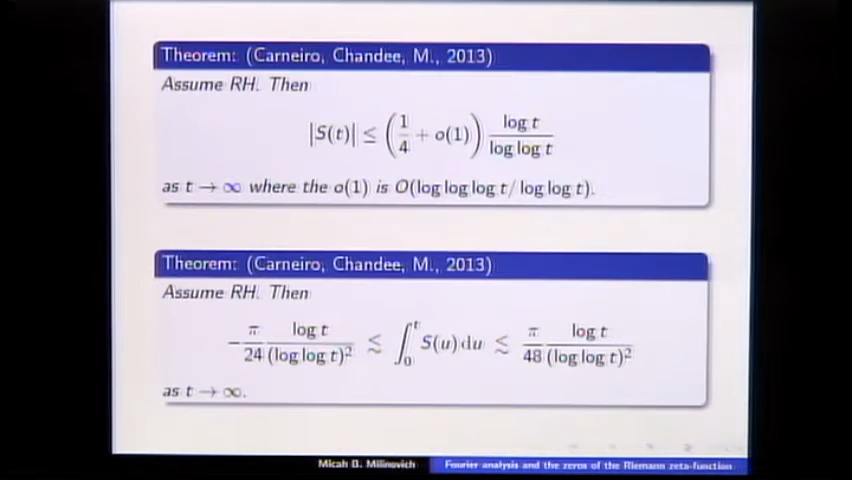 Theorem: (Carneiro, Chandee, M., 2013)
Assume RH. Then
|S(t)| ≤ (1/4 + o(1)) log t / log log t
as t → ∞ where the o(1) is O(log log log t/ log log t).
Theorem: (Carneiro, Chandee, M., 2013)
Assume RH. Then
−π/24 log t/(log log t)² ≲ ∫₀ᵗ S(u) du ≲ π/48 log t/(log log t)²
as t → ∞.
Micah B. Milinovich Fourier analysis and the zeros of the Riemann zeta-function